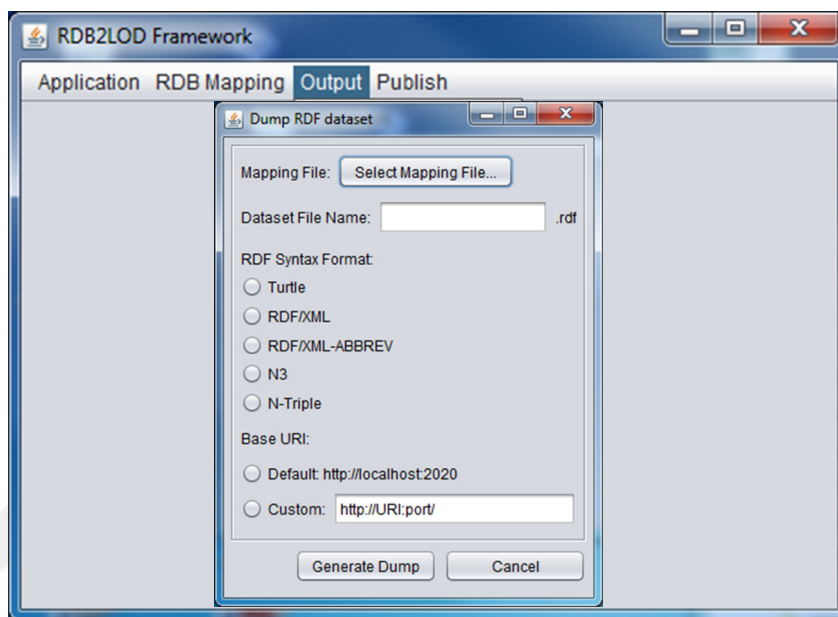 RDB2LOD Framework
Application RDB Mapping Output Publish
Dump RDF dataset
Mapping File: Select Mapping File...
Dataset File Name: .rdf
RDF Syntax Format:
Turtle
RDF/XML
RDF/XML-ABBREV
N3
N-Triple
Base URI:
Default: http://localhost:2020
Custom: http://URI:port/
Generate Dump Cancel